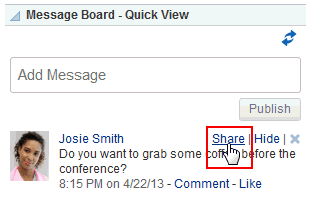 Message Board - Quick View
Add Message
Publish
Josie Smith Share | Hide |
Do you want to grab some before the
conference?
8:15 PM on 4/22/13 - Comment - Like